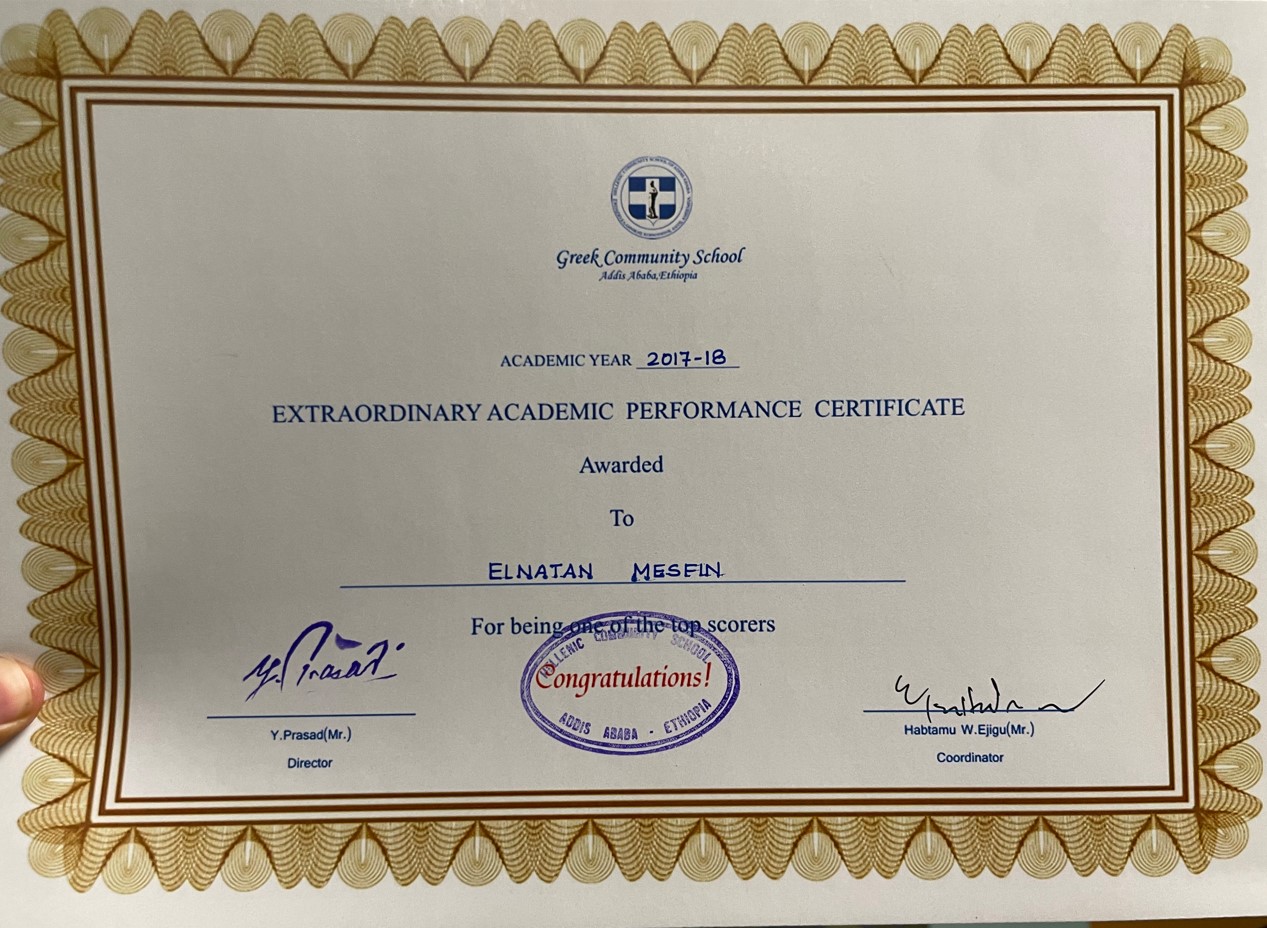 Greek Community School
Addis Ababa,Ethiopia
ACADEMIC YEAR 2017-18
EXTRAORDINARY ACADEMIC PERFORMANCE CERTIFICATE
Awarded
To
ELNATAN MESFIN
For being one of the top scorers
HELLENIC COMMUNITY SCHOOL
Congratulations!
ADDIS ABABA - ETHIOPIA
Y.Prasad
Y.Prasad(Mr.)
Director
Habtamu W.Ejigu(Mr.)
Coordinator